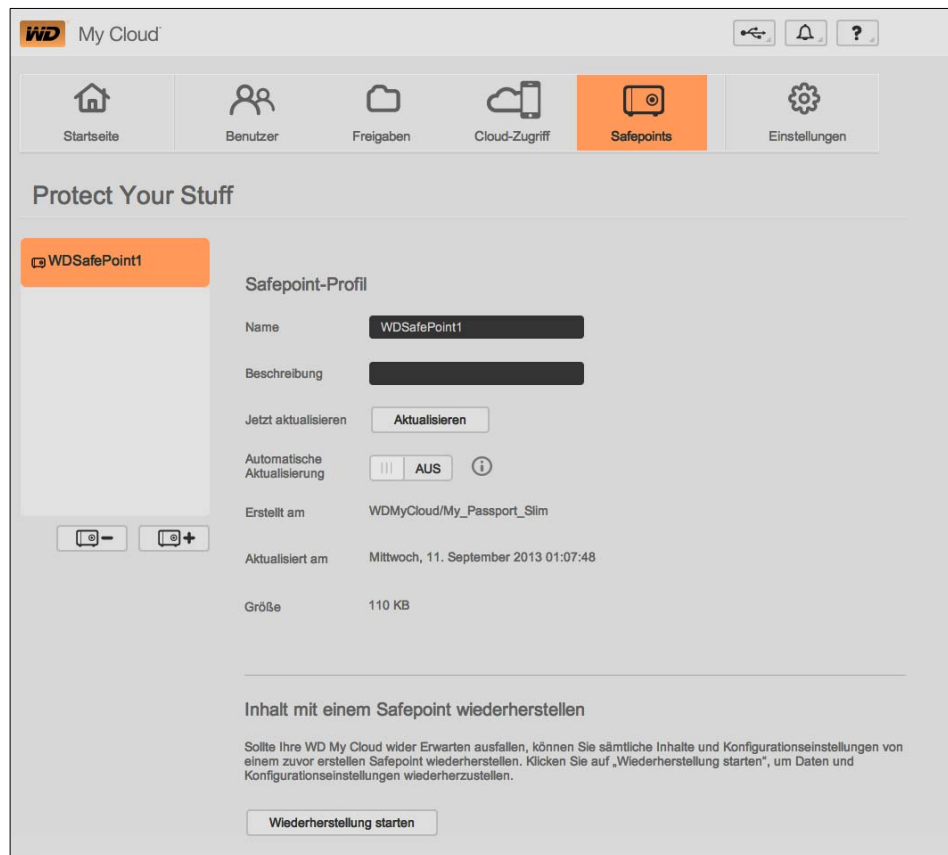 WD My Cloud
?
Startseite
Benutzer
Freigaben
Cloud-Zugriff
Safepoints
Einstellungen
Protect Your Stuff
WDSafePoint1
Safepoint-Profil
Name WDSafePoint1
Beschreibung
Jetzt aktualisieren Aktualisieren
Automatische
Aktualisierung
AUS
Erstellt am WDMyCloud/My_Passport_Slim
Aktualisiert am Mittwoch, 11. September 2013 01:07:48
Größe 110 KB
Inhalt mit einem Safepoint wiederherstellen
Sollte Ihre WD My Cloud wider Erwarten ausfallen, können Sie sämtliche Inhalte und Konfigurationseinstellungen von
einem zuvor erstellen Safepoint wiederherstellen. Klicken Sie auf „Wiederherstellung starten“, um Daten und
Konfigurationseinstellungen wiederherzustellen.
Wiederherstellung starten